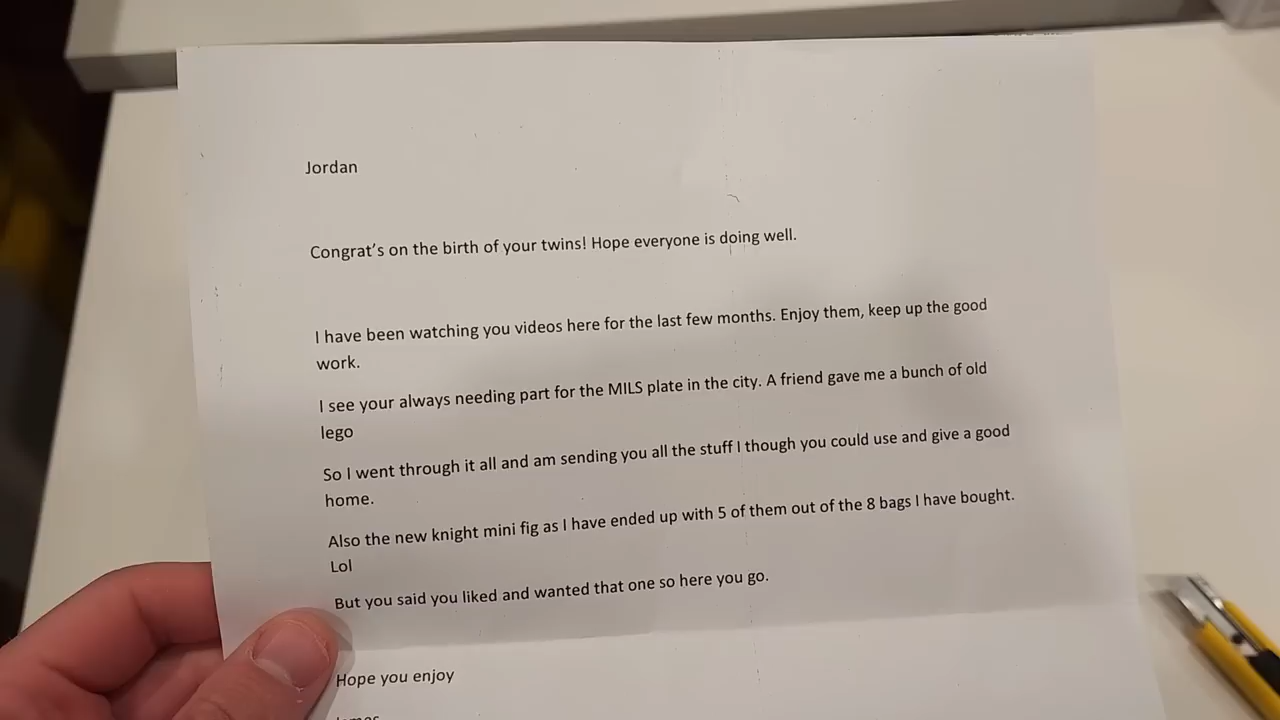 Jordan
Congrat's on the birth of your twins! Hope everyone is doing well.
I have been watching you videos here for the last few months. Enjoy them, keep up the good
work.
I see your always needing part for the MILS plate in the city. A friend gave me a bunch of old
lego
So I went through it all and am sending you all the stuff I though you could use and give a good
home.
Also the new knight mini fig as I have ended up with 5 of them out of the 8 bags I have bought.
Lol
But you said you liked and wanted that one so here you go.
Hope you enjoy